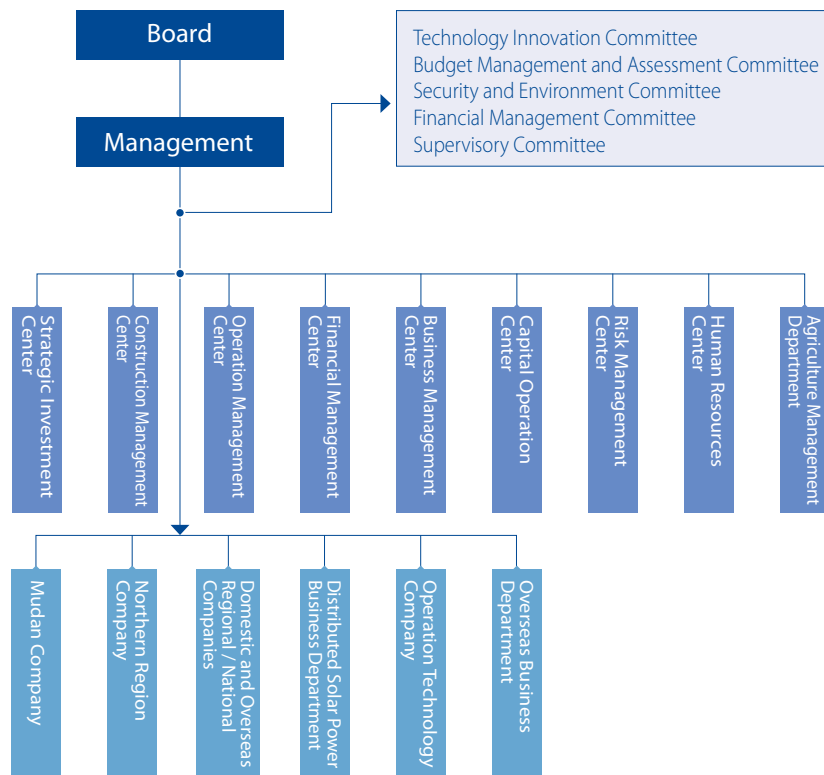 Board
Technology Innovation Committee
Budget Management and Assessment Committee
Security and Environment Committee
Financial Management Committee
Supervisory Committee
Management
Strategic Investment
Center
Construction Management
Center
Operation Management
Center
Financial Management
Center
Business Management
Center
Capital Operation
Center
Risk Management
Center
Human Resources
Center
Agriculture Management
Department
Mudan Company
Northern Region
Company
Domestic and Overseas
Regional / National
Companies
Distributed Solar Power
Business Department
Operation Technology
Company
Overseas Business
Department